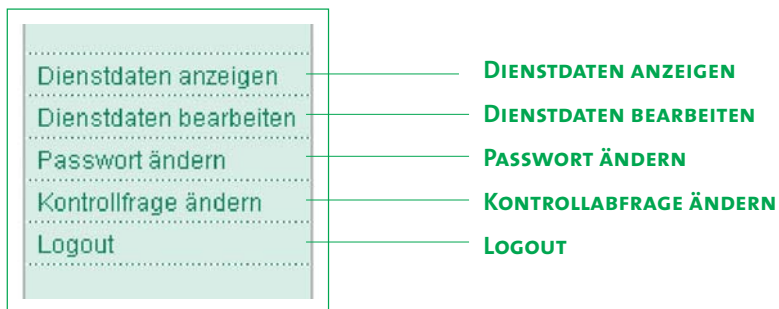 Dienstdaten anzeigen
Dienstdaten bearbeiten
Passwort ändern
Kontrollfrage ändern
Logout
DIENSTDATEN ANZEIGEN
DIENSTDATEN BEARBEITEN
PASSWORT ÄNDERN
KONTROLLABFRAGE ÄNDERN
LOGOUT